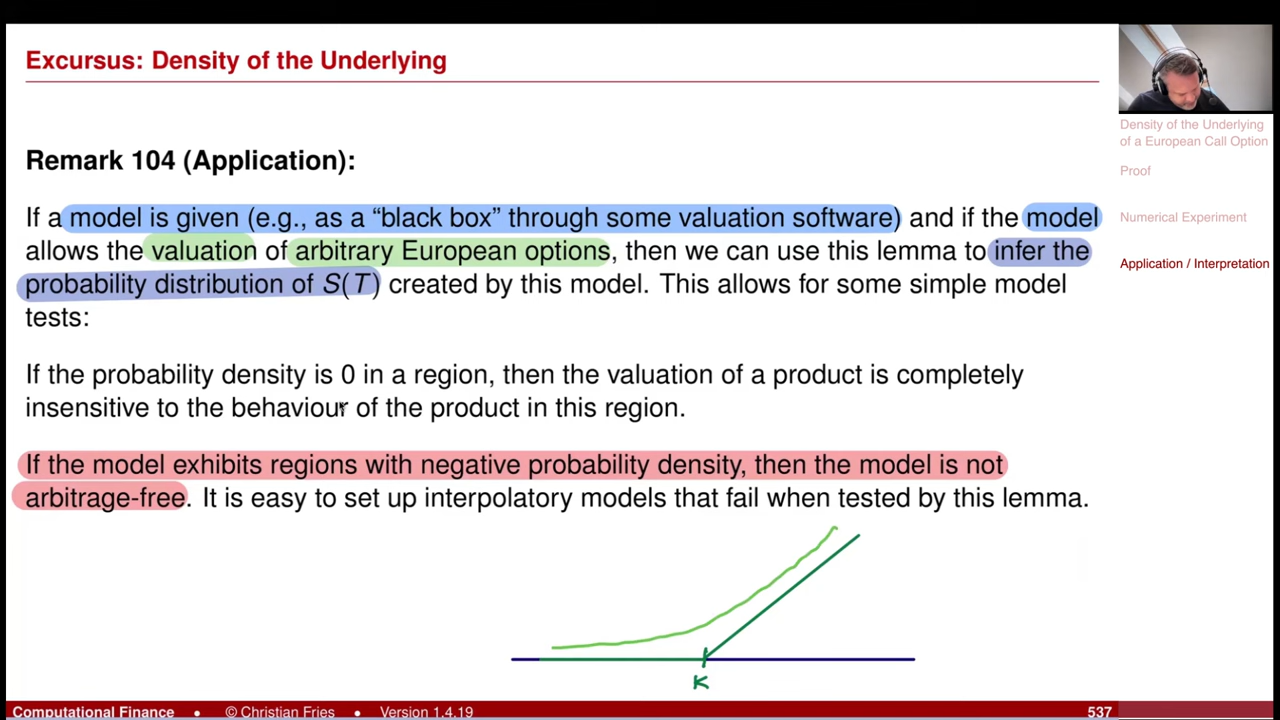 Excursus: Density of the Underlying
Remark 104 (Application):
If a model is given (e.g., as a “black box” through some valuation software) and if the model
allows the valuation of arbitrary European options, then we can use this lemma to infer the
probability distribution of S(T) created by this model. This allows for some simple model
tests:
If the probability density is 0 in a region, then the valuation of a product is completely
insensitive to the behaviour of the product in this region.
If the model exhibits regions with negative probability density, then the model is not
arbitrage-free. It is easy to set up interpolatory models that fail when tested by this lemma.
K
Density of the Underlying
of a European Call Option
Proof
Numerical Experiment
Application / Interpretation
Computational Finance • © Christian Fries • Version 1.4.19 537